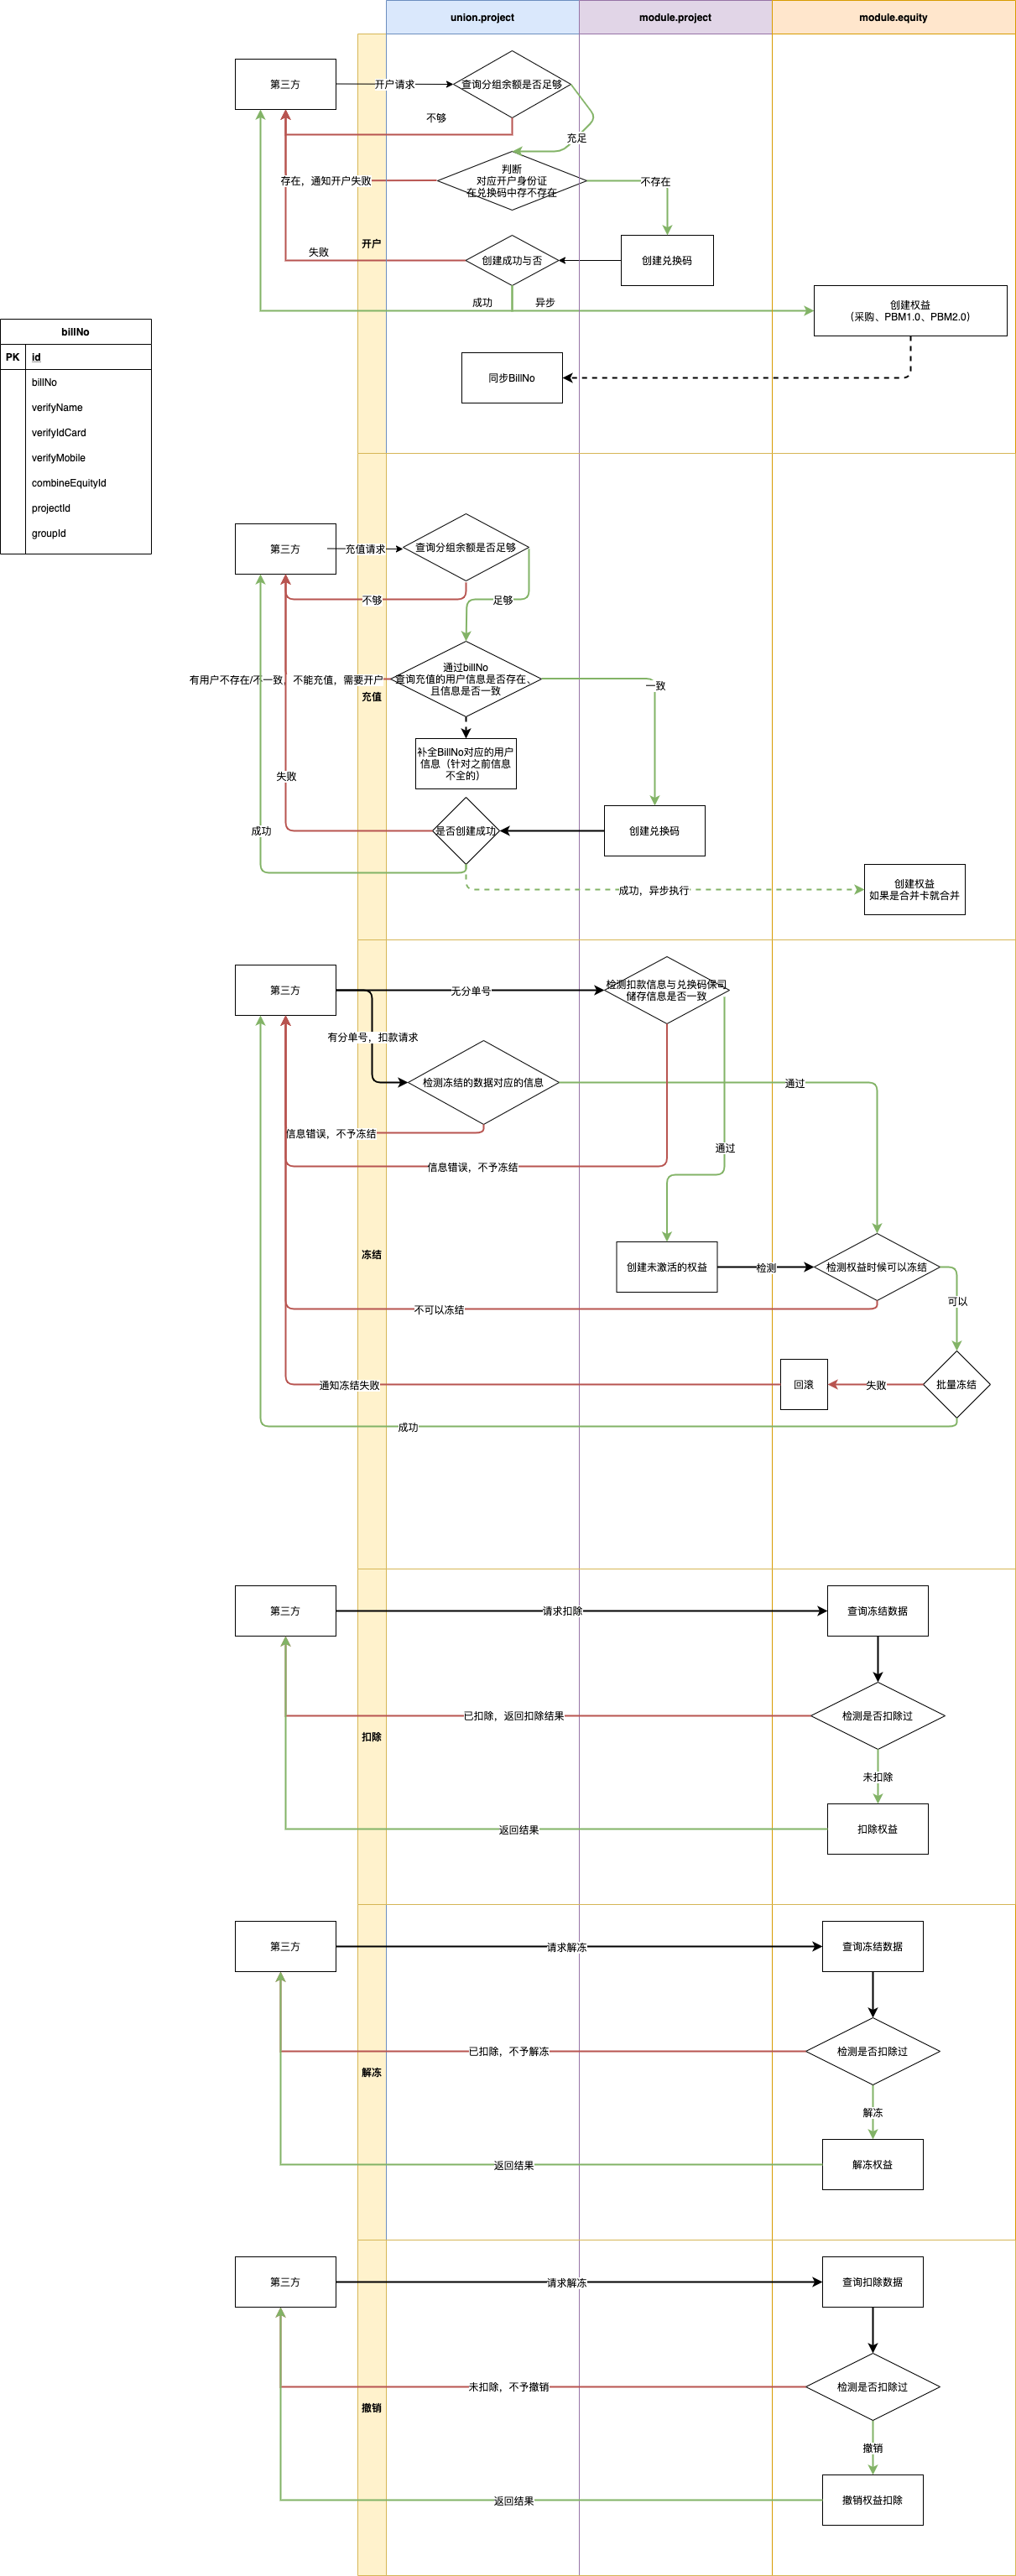 union.project
module.project
module.equity
第三方
开户请求
查询分组余额是否足够
不够
充足
判断
对应开户身份证
在兑换码中存不存在
存在，通知开户失败
不存在
开户
失败
创建成功与否
创建兑换码
成功
异步
创建权益
（采购、PBM1.0、PBM2.0）
同步BillNo
billNo
PK
id
billNo
verifyName
verifyIdCard
verifyMobile
combineEquityId
projectId
groupId
第三方
充值请求
查询分组余额是否足够
不够
足够
通过billNo
查询充值的用户信息是否存在、
且信息是否一致
有用户不存在/不一致，不能充值，需要开户
一致
充值
补全BillNo对应的用户
信息（针对之前信息
不全的）
失败
成功
是否创建成功
创建兑换码
成功，异步执行
创建权益
如果是合并卡就合并
第三方
无分单号
检测扣款信息与兑换码保司
储存信息是否一致
有分单号，扣款请求
检测冻结的数据对应的信息
通过
信息错误，不予冻结
通过
信息错误，不予冻结
冻结
创建未激活的权益
检测
检测权益时候可以冻结
不可以冻结
可以
通知冻结失败
回滚
失败
批量冻结
成功
第三方
请求扣除
查询冻结数据
已扣除，返回扣除结果
检测是否扣除过
扣除
未扣除
返回结果
扣除权益
第三方
请求解冻
查询冻结数据
已扣除，不予解冻
检测是否扣除过
解冻
解冻
返回结果
解冻权益
第三方
请求解冻
查询扣除数据
未扣除，不予撤销
检测是否扣除过
撤销
撤销
返回结果
撤销权益扣除